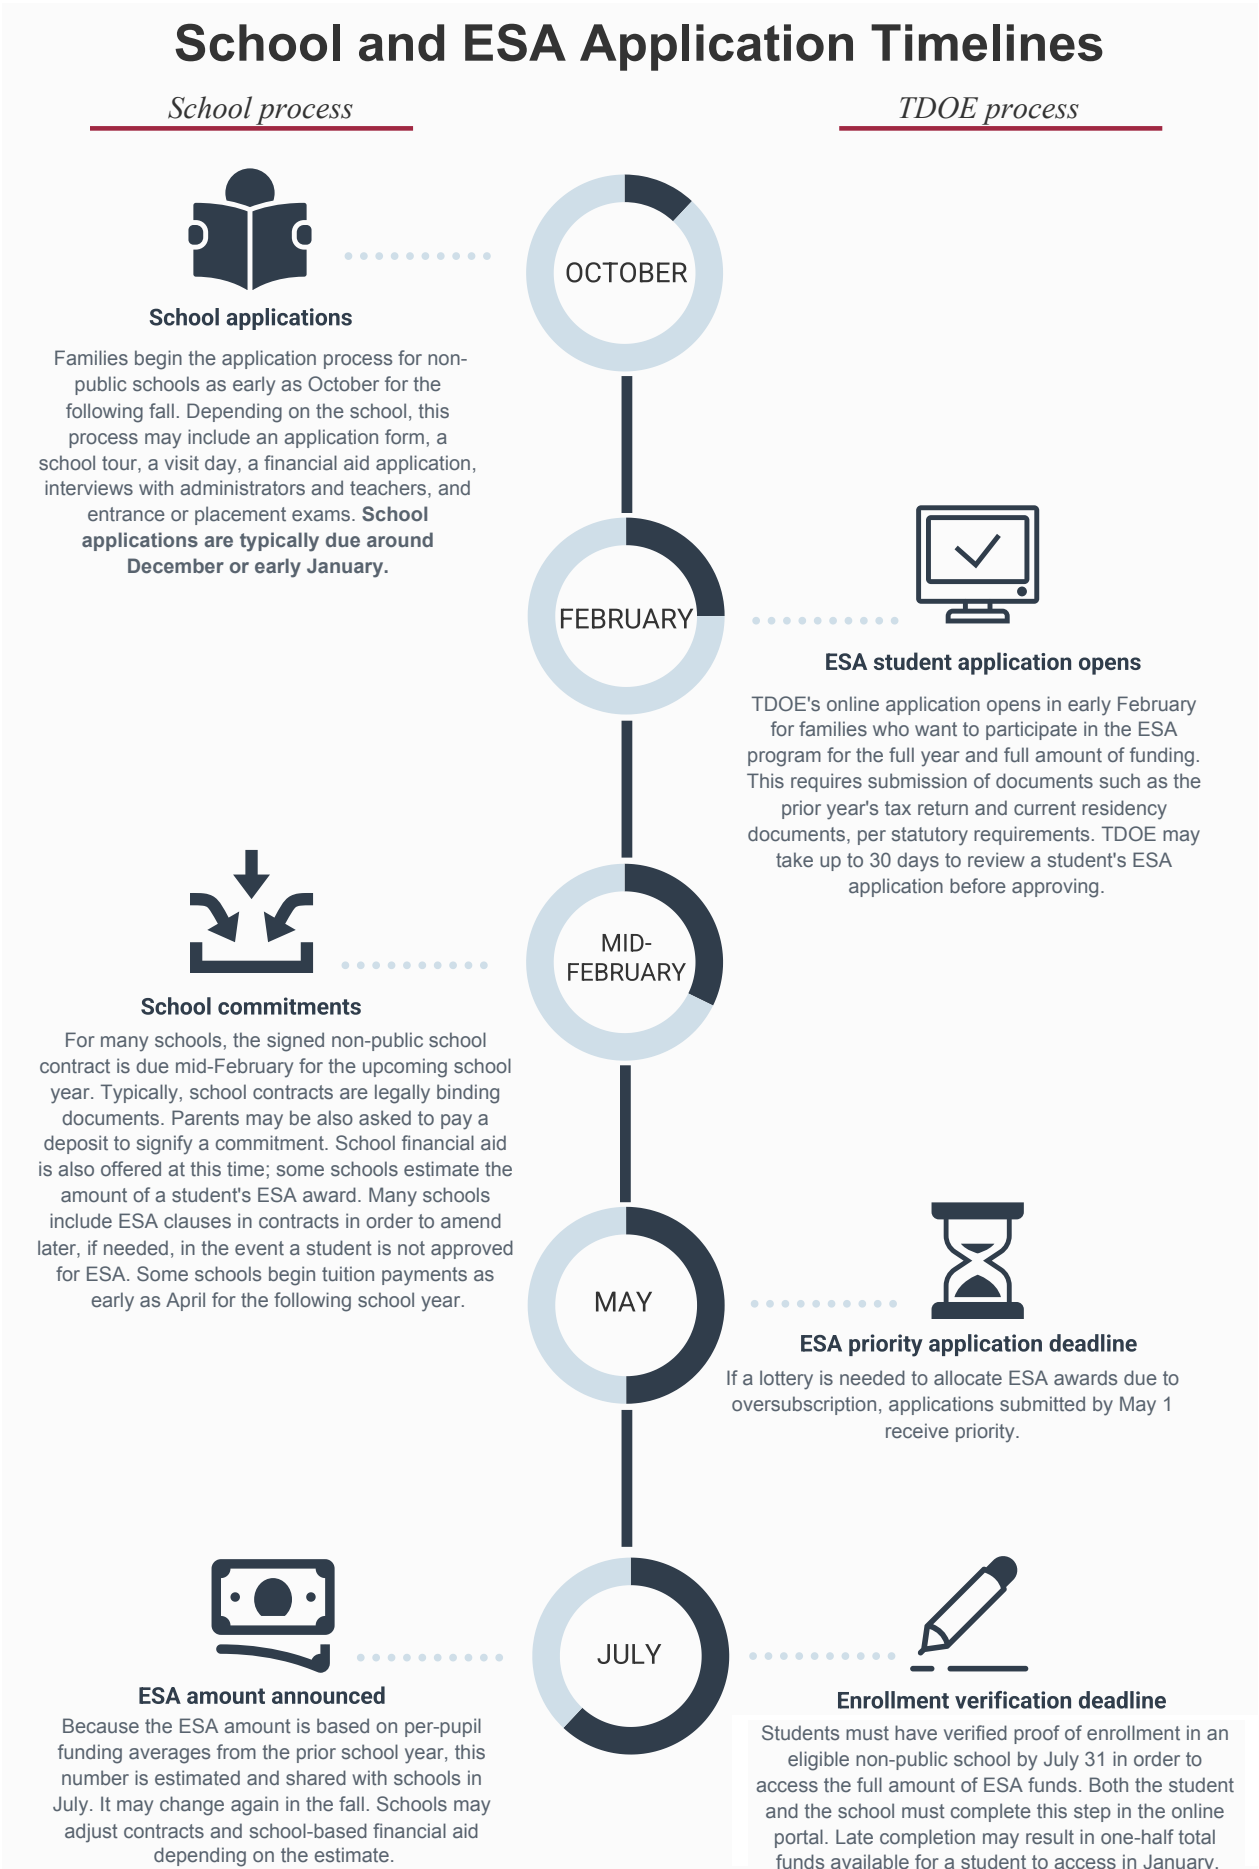 School and ESA Application Timelines
School process
TDOE process
OCTOBER
School applications
Families begin the application process for non-
public schools as early as October for the
following fall. Depending on the school, this
process may include an application form, a
school tour, a visit day, a financial aid application,
interviews with administrators and teachers, and
entrance or placement exams. School
applications are typically due around
December or early January.
FEBRUARY
ESA student application opens
TDOE's online application opens in early February
for families who want to participate in the ESA
program for the full year and full amount of funding.
This requires submission of documents such as the
prior year's tax return and current residency
documents, per statutory requirements. TDOE may
take up to 30 days to review a student's ESA
application before approving.
MID-
FEBRUARY
School commitments
For many schools, the signed non-public school
contract is due mid-February for the upcoming school
year. Typically, school contracts are legally binding
documents. Parents may be also asked to pay a
deposit to signify a commitment. School financial aid
is also offered at this time; some schools estimate the
amount of a student's ESA award. Many schools
include ESA clauses in contracts in order to amend
later, if needed, in the event a student is not approved
for ESA. Some schools begin tuition payments as
early as April for the following school year.
MAY
ESA priority application deadline
If a lottery is needed to allocate ESA awards due to
oversubscription, applications submitted by May 1
receive priority.
JULY
ESA amount announced
Because the ESA amount is based on per-pupil
funding averages from the prior school year, this
number is estimated and shared with schools in
July. It may change again in the fall. Schools may
adjust contracts and school-based financial aid
depending on the estimate.
Enrollment verification deadline
Students must have verified proof of enrollment in an
eligible non-public school by July 31 in order to
access the full amount of ESA funds. Both the student
and the school must complete this step in the online
portal. Late completion may result in one-half total
funds available for a student to access in January.